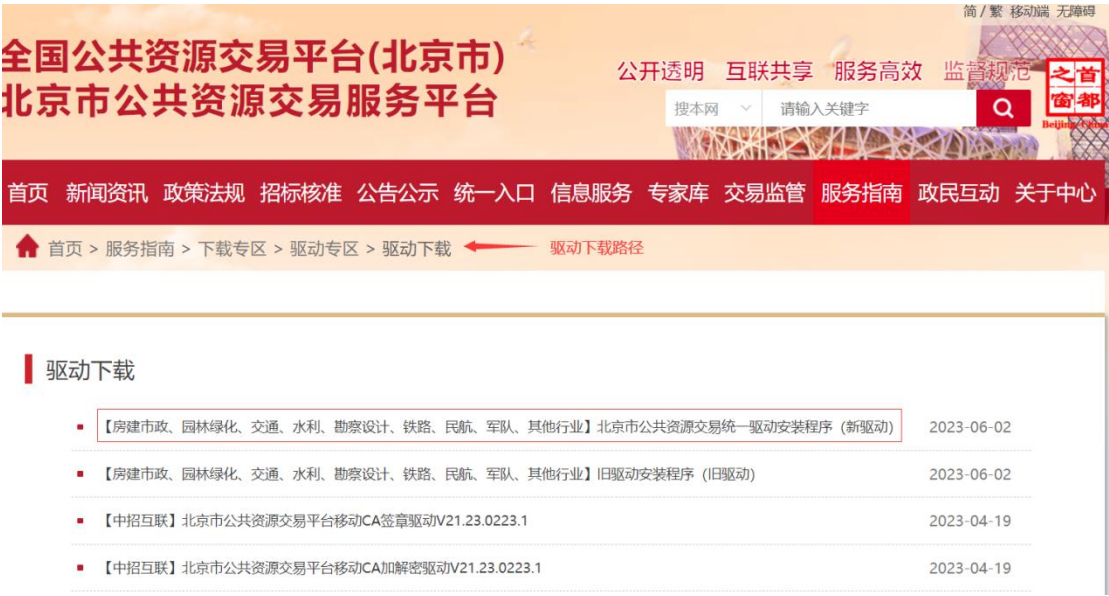 简 / 繁 移动端 无障碍
全国公共资源交易平台(北京市)
北京市公共资源交易服务平台
公开透明 互联共享 服务高效 监督规范
首都之窗
Beijing-China
搜本网 请输入关键字
首页 新闻资讯 政策法规 招标核准 公告公示 统一入口 信息服务 专家库 交易监管 服务指南 政民互动 关于中心
首页 > 服务指南 > 下载专区 > 驱动专区 > 驱动下载 驱动下载路径
驱动下载
【房建市政、园林绿化、交通、水利、勘察设计、铁路、民航、军队、其他行业】北京市公共资源交易统一驱动安装程序（新驱动） 2023-06-02
【房建市政、园林绿化、交通、水利、勘察设计、铁路、民航、军队、其他行业】旧驱动安装程序（旧驱动） 2023-06-02
【中招互联】北京市公共资源交易平台移动CA签章驱动V21.23.0223.1 2023-04-19
【中招互联】北京市公共资源交易平台移动CA加解密驱动V21.23.0223.1 2023-04-19